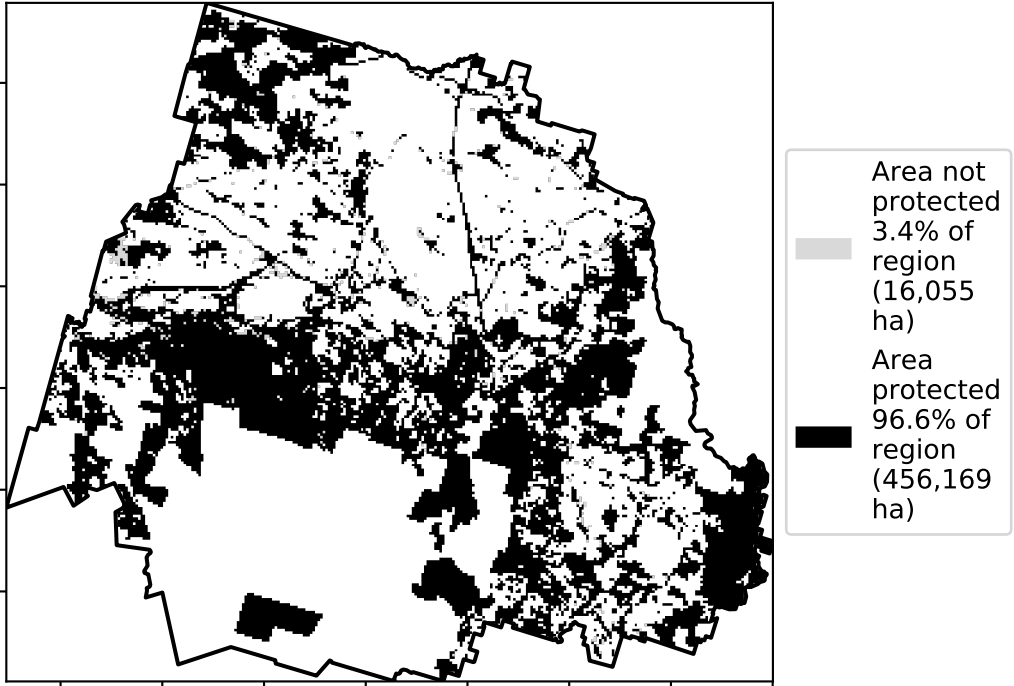 Area not
protected
3.4% of
region
(16,055
ha)
Area
protected
96.6% of
region
(456,169
ha)